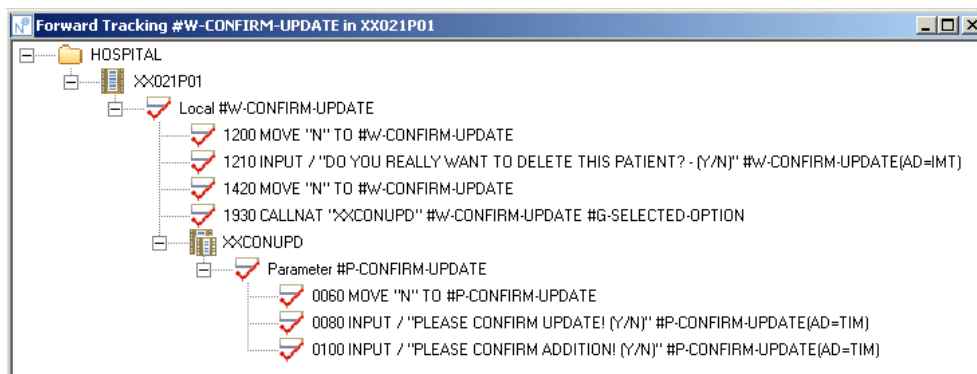 Forward Tracking #W-CONFIRM-UPDATE in XX021P01
HOSPITAL
XX021P01
Local #W-CONFIRM-UPDATE
1200 MOVE "N" TO #W-CONFIRM-UPDATE
1210 INPUT / "DO YOU REALLY WANT TO DELETE THIS PATIENT? - (Y/N)" #W-CONFIRM-UPDATE(AD=IMT)
1420 MOVE "N" TO #W-CONFIRM-UPDATE
1930 CALLNAT "XXCONUPD" #W-CONFIRM-UPDATE #G-SELECTED-OPTION
XXCONUPD
Parameter #P-CONFIRM-UPDATE
0060 MOVE "N" TO #P-CONFIRM-UPDATE
0080 INPUT / "PLEASE CONFIRM UPDATE! (Y/N)" #P-CONFIRM-UPDATE(AD=TIM)
0100 INPUT / "PLEASE CONFIRM ADDITION! (Y/N)" #P-CONFIRM-UPDATE(AD=TIM)